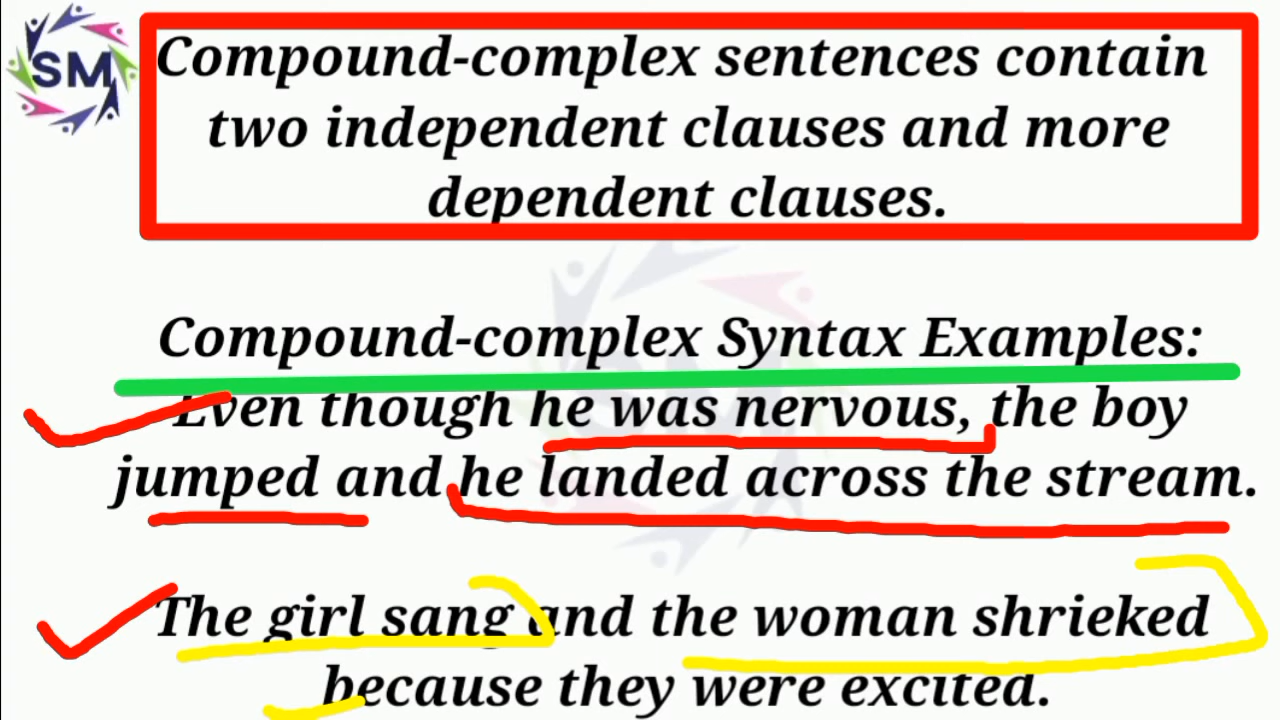 SM
Compound-complex sentences contain
two independent clauses and more
dependent clauses.
Compound-complex Syntax Examples:
Even though he was nervous, the boy
jumped and he landed across the stream.
The girl sang and the woman shrieked
because they were excited.